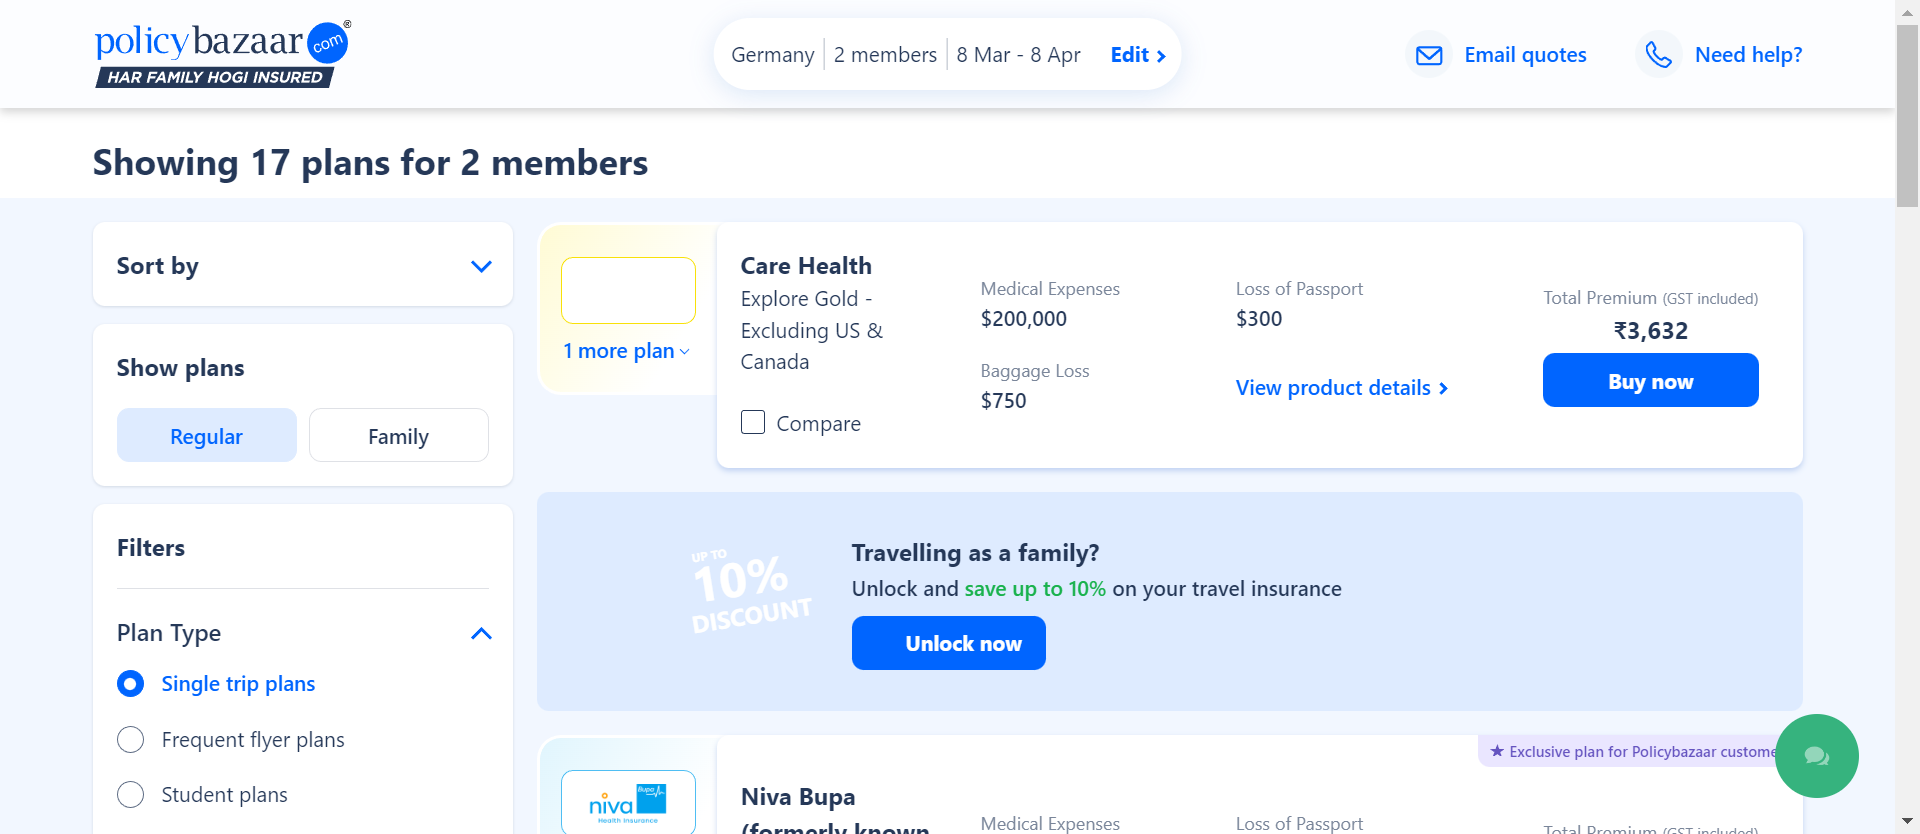 policybazaar.com®
HAR FAMILY HOGI INSURED
Germany
2 members
8 Mar - 8 Apr
Edit
Email quotes
Need help?
Showing 17 plans for 2 members
Sort by
Show plans
Regular
Family
Filters
Plan Type
Single trip plans
Frequent flyer plans
Student plans
1 more plan
Care Health
Explore Gold -
Excluding US &
Canada
Compare
Medical Expenses
$200,000
Baggage Loss
$750
Loss of Passport
$300
View product details
Total Premium (GST included)
₹3,632
Buy now
UP TO
10%
DISCOUNT
Travelling as a family?
Unlock and save up to 10% on your travel insurance
Unlock now
Exclusive plan for Policybazaar custome
niva Bupa
Health Insurance
Niva Bupa
(formerly known
Medical Expenses
Loss of Passport
Total Premium (GST included)